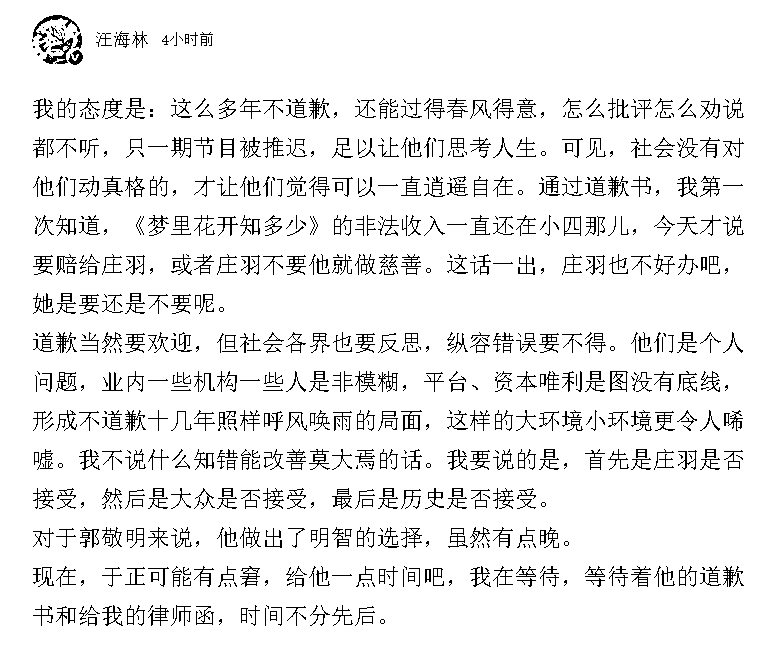 汪海林 4小时前
我的态度是：这么多年不道歉，还能过得春风得意，怎么批评怎么劝说
都不听，只一期节目被推迟，足以让他们思考人生。可见，社会没有对
他们动真格的，才让他们觉得可以一直逍遥自在。通过道歉书，我第一
次知道，《梦里花开知多少》的非法收入一直还在小四那儿，今天才说
要赔给庄羽，或者庄羽不要他就做慈善。这话一出，庄羽也不好办吧，
她是要还是不要呢。
道歉当然要欢迎，但社会各界也要反思，纵容错误要不得。他们是个人
问题，业内一些机构一些人是非模糊，平台、资本唯利是图没有底线，
形成不道歉十几年照样呼风唤雨的局面，这样的大环境小环境更令人唏
嘘。我不说什么知错能改善莫大焉的话。我要说的是，首先是庄羽是否
接受，然后是大众是否接受，最后是历史是否接受。
对于郭敬明来说，他做出了明智的选择，虽然有点晚。
现在，于正可能有点窘，给他一点时间吧，我在等待，等待着他的道歉
书和给我的律师函，时间不分先后。